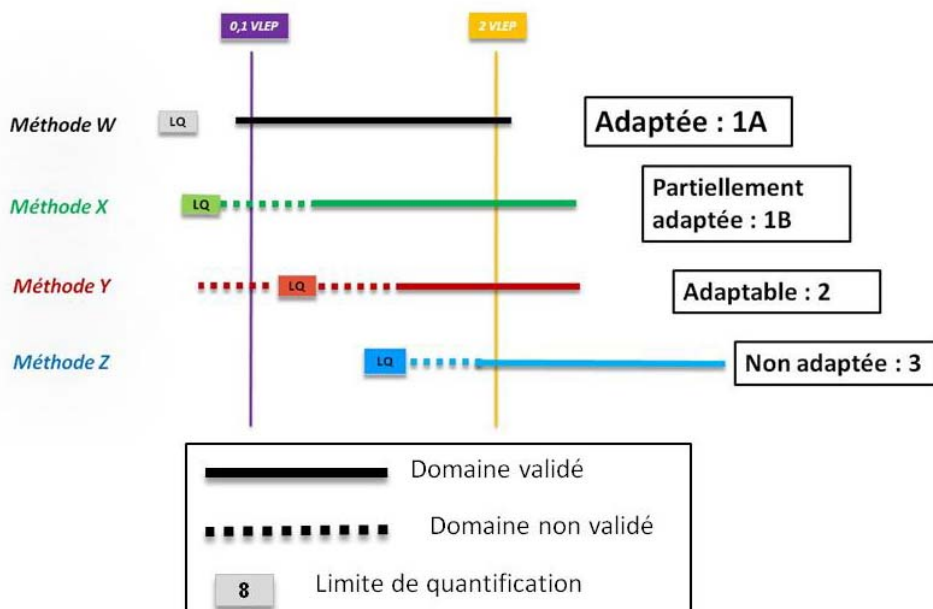 0,1 VLEP
2 VLEP
Méthode W
LQ
Adaptée : 1A
Méthode X
LQ
Partiellement
adaptée : 1B
Méthode Y
LQ
Adaptable : 2
Méthode Z
LQ
Non adaptée : 3
Domaine validé
Domaine non validé
8
Limite de quantification